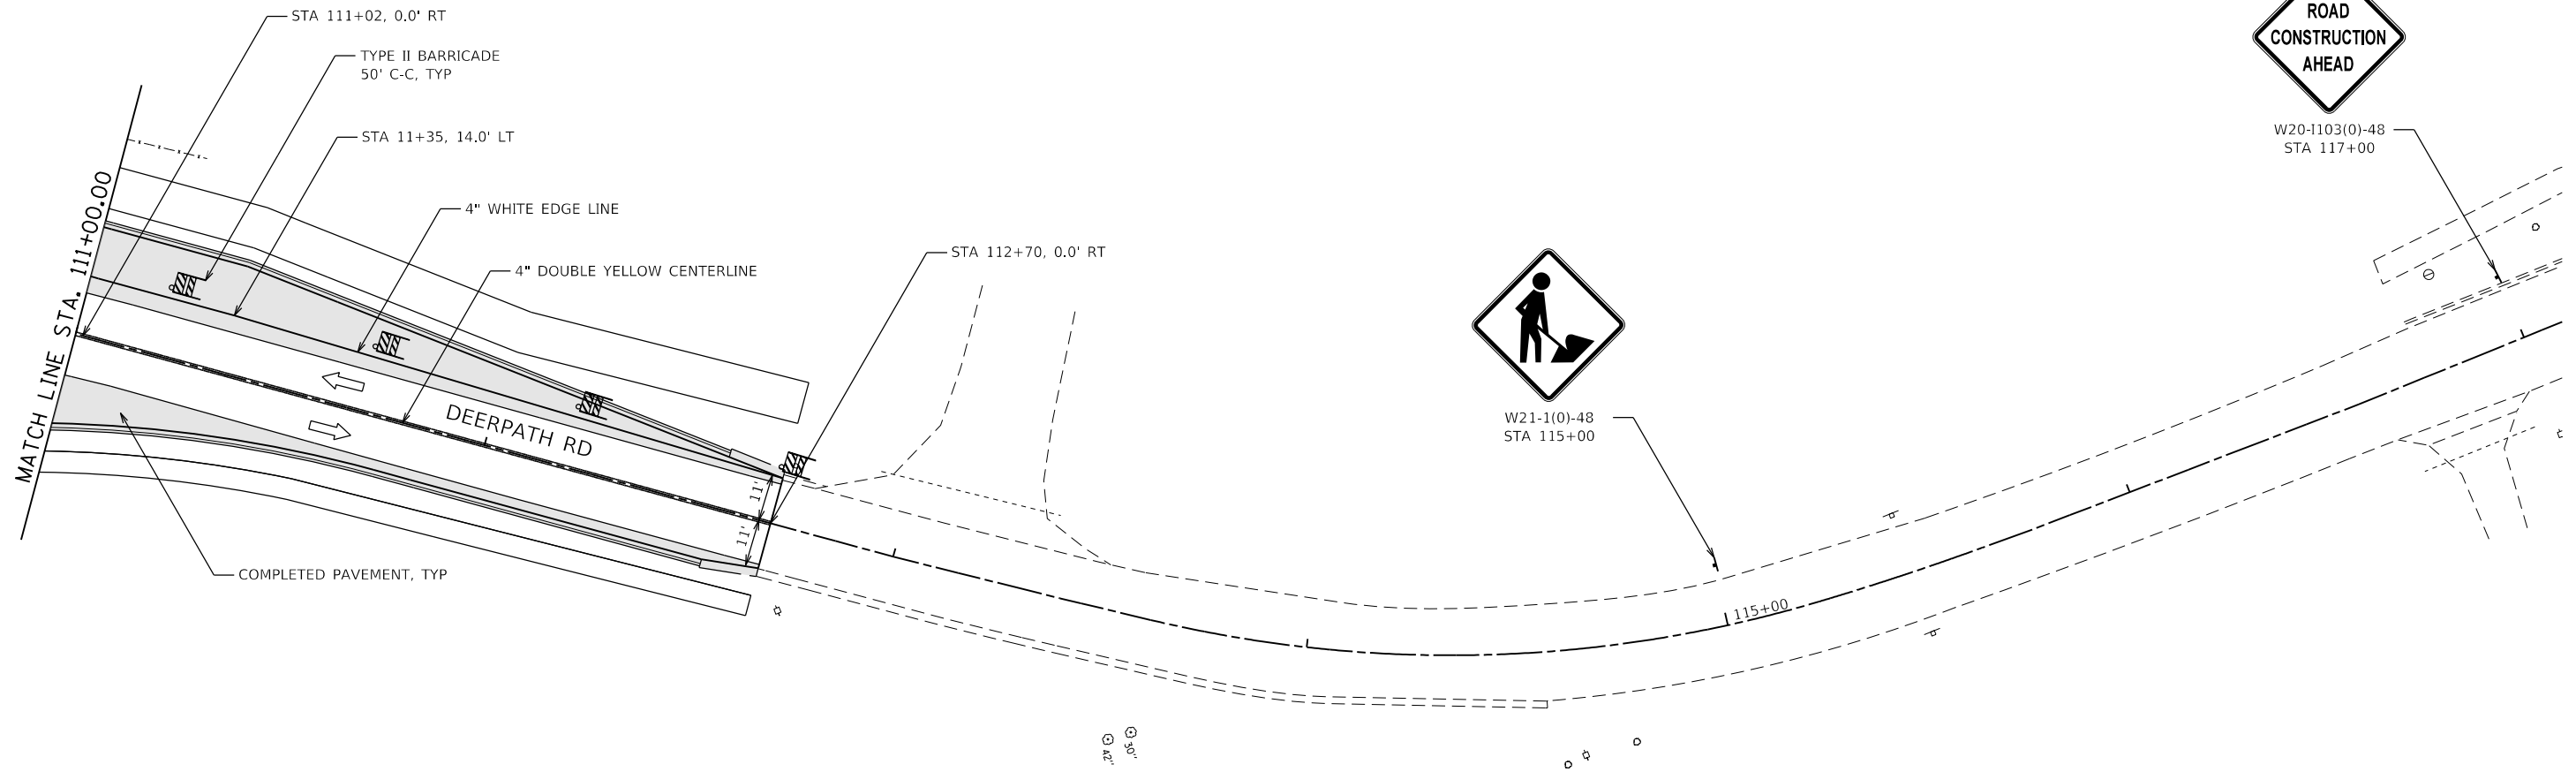 STA 111+02, 0.0' RT
TYPE II BARRICADE
50' C-C, TYP
STA 11+35, 14.0' LT
4" WHITE EDGE LINE
4" DOUBLE YELLOW CENTERLINE
STA 112+70, 0.0' RT
MATCH LINE STA. 111+00.00
DEERPATH RD
11'
11'
COMPLETED PAVEMENT, TYP
W21-1(0)-48
STA 115+00
115+00
ROAD
CONSTRUCTION
AHEAD
W20-I103(0)-48
STA 117+00
42"
30"